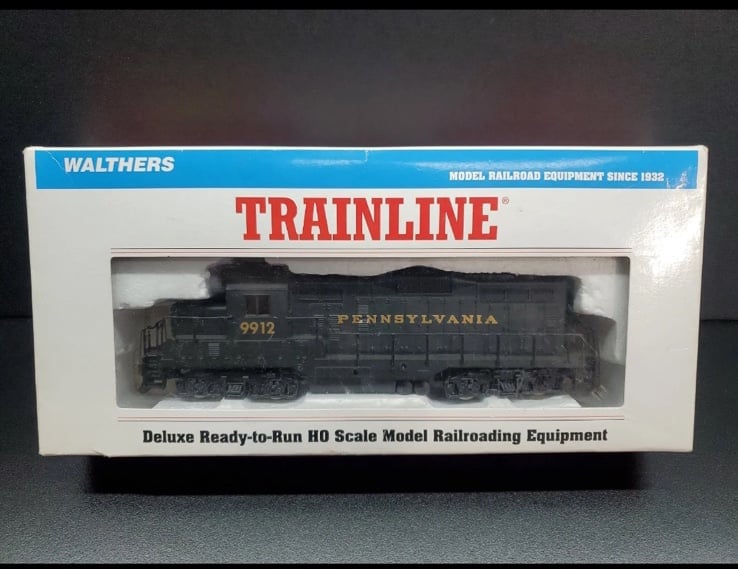 WALTHERS
MODEL RAILROAD EQUIPMENT SINCE 1932
TRAINLINE®
9912
PENNSYLVANIA
Deluxe Ready-to-Run HO Scale Model Railroading Equipment